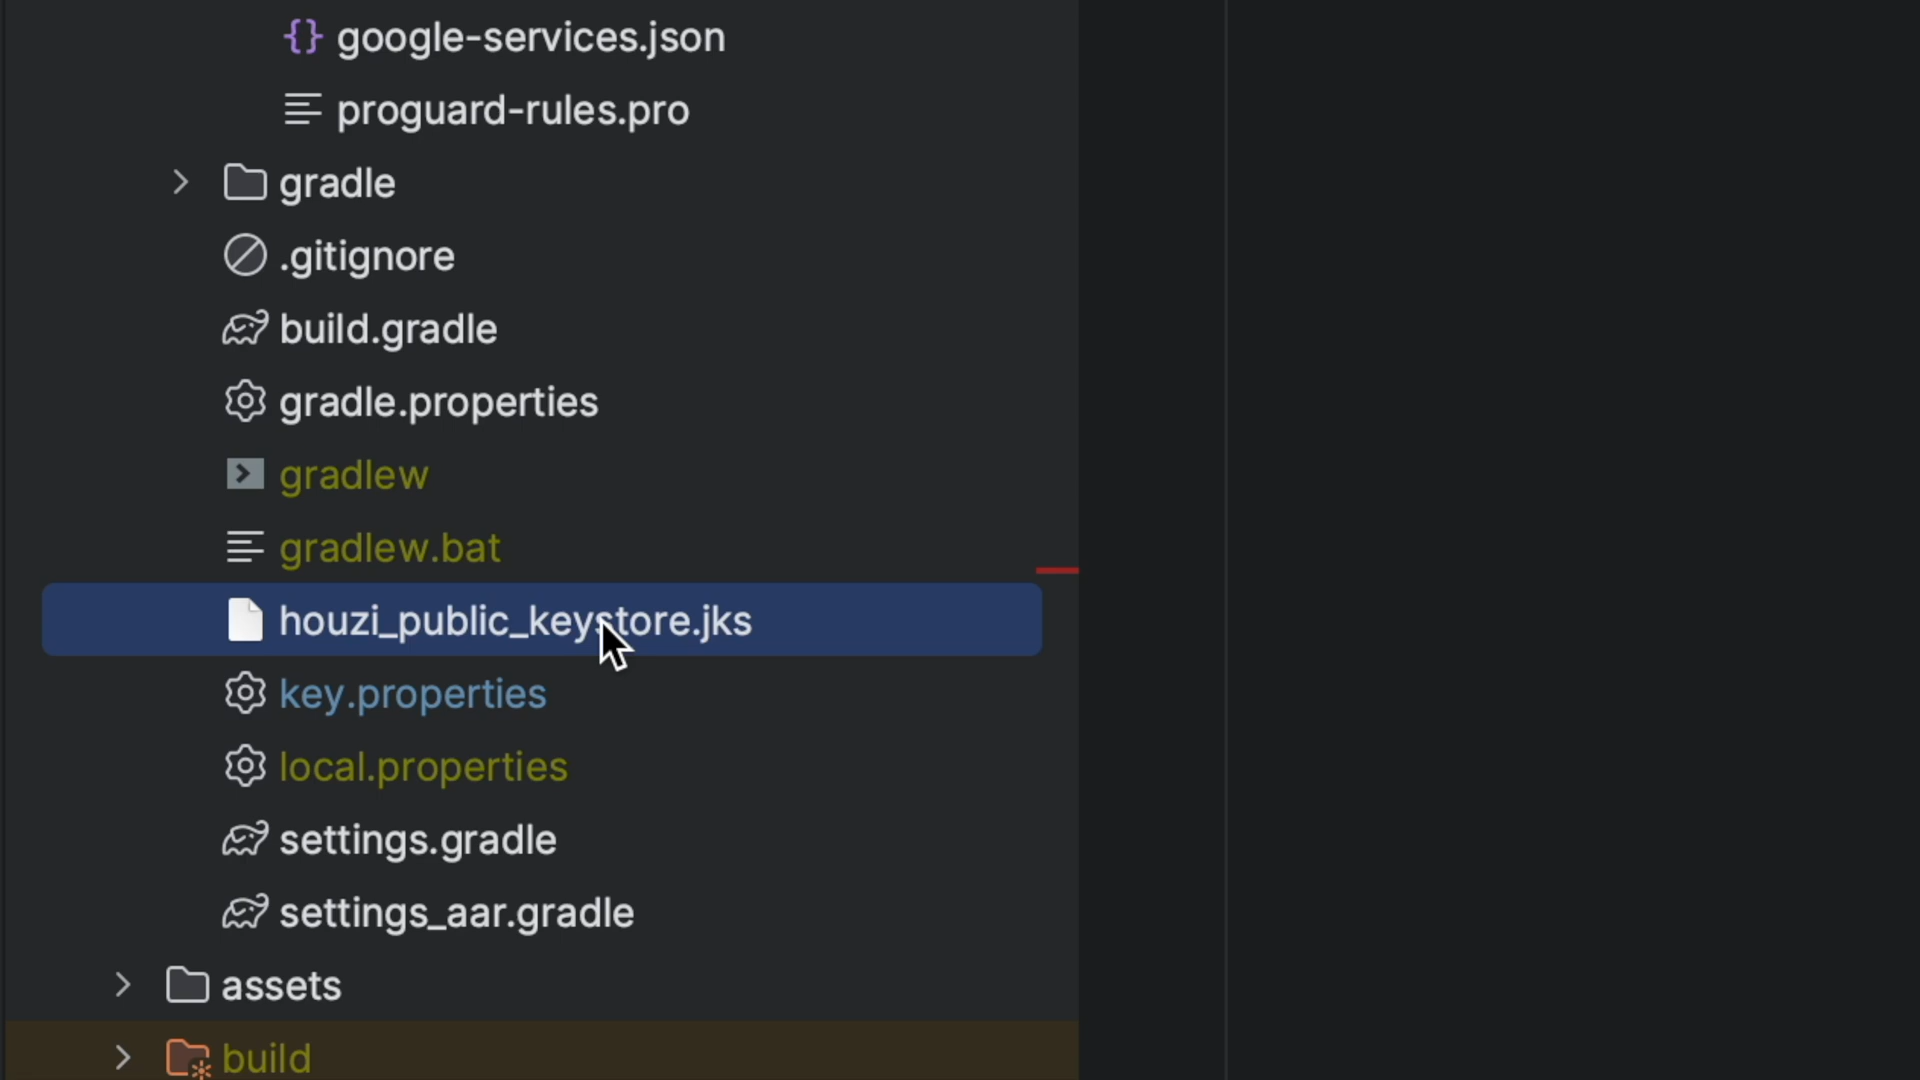 google-services.json
proguard-rules.pro
gradle
.gitignore
build.gradle
gradle.properties
gradlew
gradlew.bat
houzi_public_keystore.jks
key.properties
local.properties
settings.gradle
settings_aar.gradle
assets
build